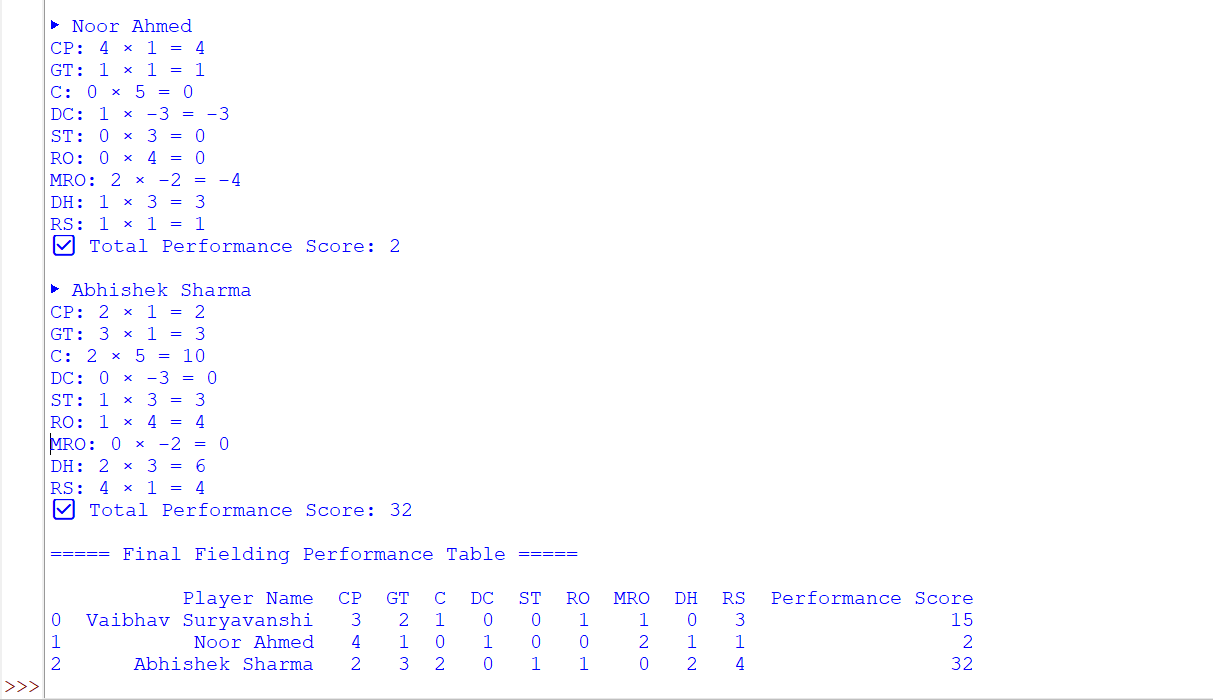 ▶ Noor Ahmed
CP: 4 × 1 = 4
GT: 1 × 1 = 1
C: 0 × 5 = 0
DC: 1 × -3 = -3
ST: 0 × 3 = 0
RO: 0 × 4 = 0
MRO: 2 × -2 = -4
DH: 1 × 3 = 3
RS: 1 × 1 = 1
☑ Total Performance Score: 2
▶ Abhishek Sharma
CP: 2 × 1 = 2
GT: 3 × 1 = 3
C: 2 × 5 = 10
DC: 0 × -3 = 0
ST: 1 × 3 = 3
RO: 1 × 4 = 4
MRO: 0 × -2 = 0
DH: 2 × 3 = 6
RS: 4 × 1 = 4
☑ Total Performance Score: 32
===== Final Fielding Performance Table =====
Player Name CP GT C DC ST RO MRO DH RS Performance Score
0 Vaibhav Suryavanshi 3 2 1 0 0 1 1 0 3 15
1 Noor Ahmed 4 1 0 1 0 0 2 1 1 2
2 Abhishek Sharma 2 3 2 0 1 1 0 2 4 32
>>>